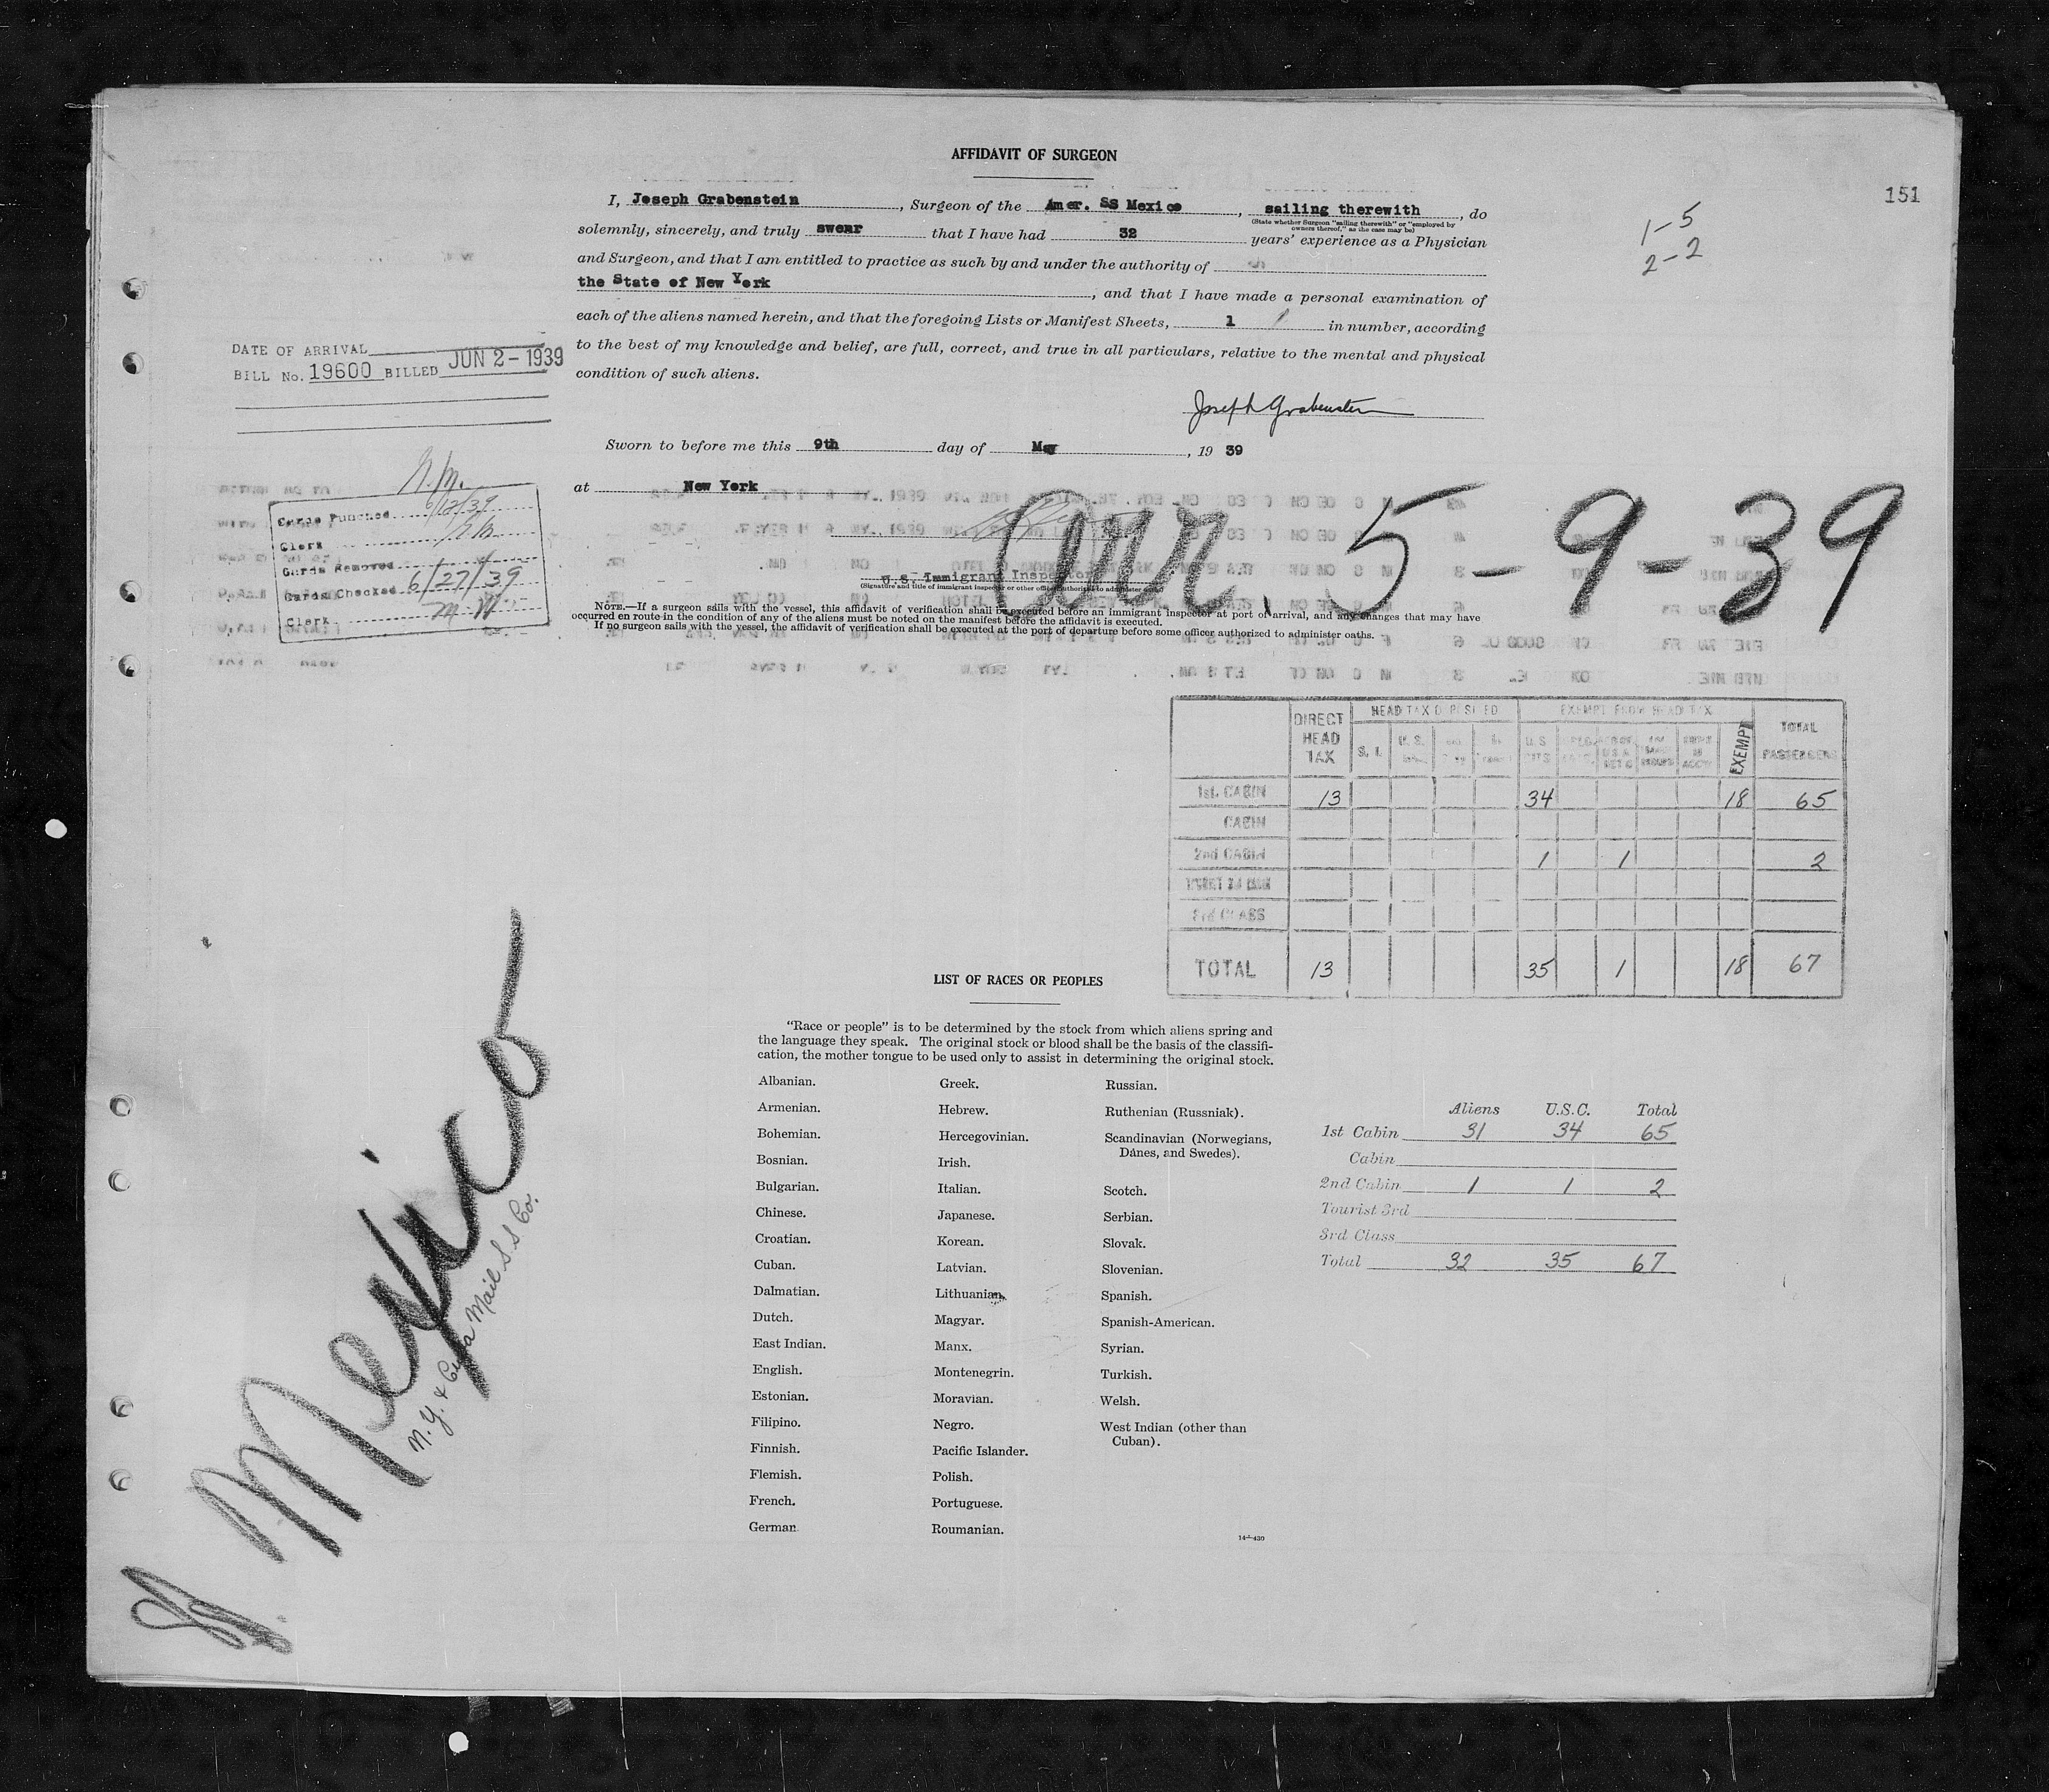 AFFIDAVIT OF SURGEON
151
1-5
2-2
I, Joseph Grabenstein, Surgeon of the Amer. SS Mexico, sailing therewith, do
(State whether Surgeon "sailing therewith" or "employed by owners thereof," as the case may be)
solemnly, sincerely, and truly swear that I have had 32 years' experience as a Physician
and Surgeon, and that I am entitled to practice as such by and under the authority of
the State of New York, and that I have made a personal examination of
each of the aliens named herein, and that the foregoing Lists or Manifest Sheets, 1 in number, according
to the best of my knowledge and belief, are full, correct, and true in all particulars, relative to the mental and physical
condition of such aliens.
DATE OF ARRIVAL
BILL No. 19600 BILLED JUN 2-1939
Joseph Grabenstein
Sworn to before me this 9th day of May, 19 39
at New York
Arr. 5-9-39
Cards Punched 6/12/39
Clerk
Cards Removed
Cards Checked 6/27/39
Clerk M.W.
U.S. Immigrant Inspector
(Signature and title of immigrant inspector or other officer authorized to administer oaths)
NOTE.—If a surgeon sails with the vessel, this affidavit of verification shall be executed before an immigrant inspector at port of arrival, and any changes that may have
occurred en route in the condition of any of the aliens must be noted on the manifest before the affidavit is executed.
If no surgeon sails with the vessel, the affidavit of verification shall be executed at the port of departure before some officer authorized to administer oaths.
DIRECT HEAD TAX HEAD TAX DEPOSITED EXEMPT FROM HEAD TAX EXEMPT TOTAL PASSENGERS
S. I. U.S. CITS
1st. CABIN 13 34 18 65
CABIN
2nd CABIN 1 1 2
3rd CLASS
TOTAL 13 35 1 18 67
LIST OF RACES OR PEOPLES
"Race or people" is to be determined by the stock from which aliens spring and
the language they speak. The original stock or blood shall be the basis of the classifi-
cation, the mother tongue to be used only to assist in determining the original stock.
Albanian.
Armenian.
Bohemian.
Bosnian.
Bulgarian.
Chinese.
Croatian.
Cuban.
Dalmatian.
Dutch.
East Indian.
English.
Estonian.
Filipino.
Finnish.
Flemish.
French.
German
Greek.
Hebrew.
Hercegovinian.
Irish.
Italian.
Japanese.
Korean.
Latvian.
Lithuanian.
Magyar.
Manx.
Montenegrin.
Moravian.
Negro.
Pacific Islander.
Polish.
Portuguese.
Roumanian.
Russian.
Ruthenian (Russniak).
Scandinavian (Norwegians,
Danes, and Swedes).
Scotch.
Serbian.
Slovak.
Slovenian.
Spanish.
Spanish-American.
Syrian.
Turkish.
Welsh.
West Indian (other than
Cuban).
14-430
Aliens U.S.C. Total
1st Cabin 31 34 65
Cabin
2nd Cabin 1 1 2
Tourist 3rd
3rd Class
Total 32 35 67
Mexico
N.Y. & Cuba Mail S S Co.